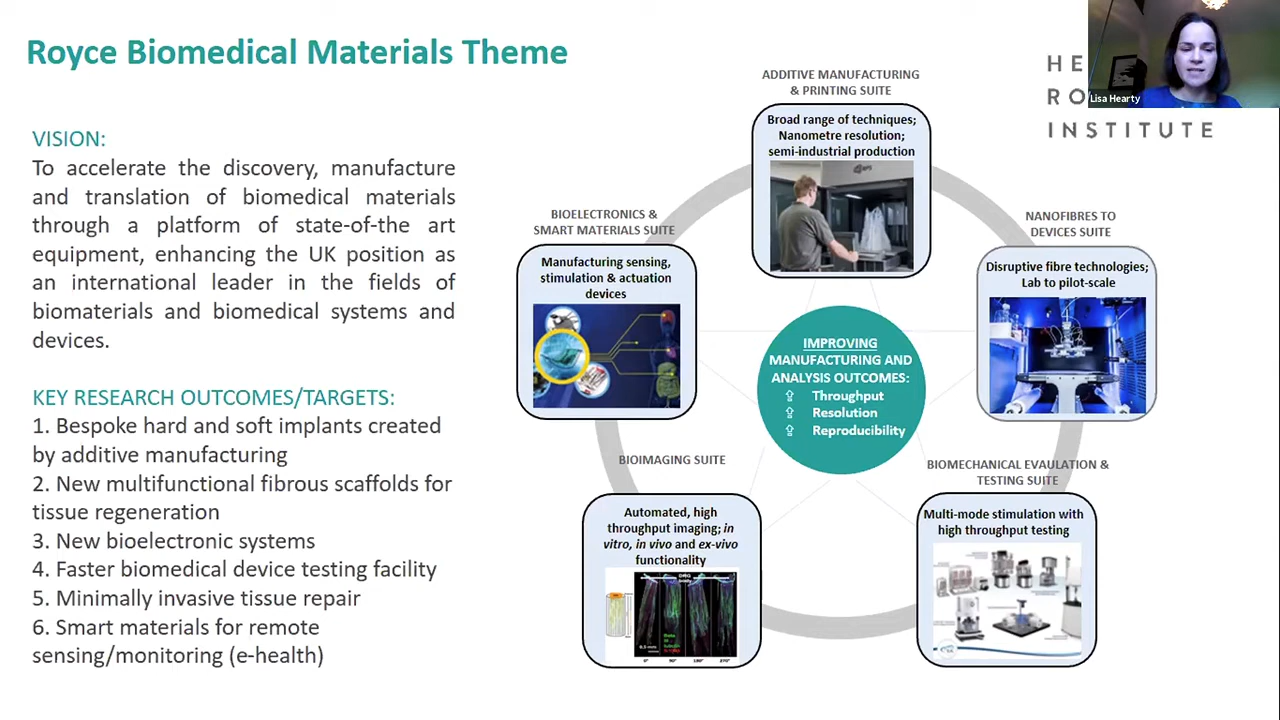 Royce Biomedical Materials Theme
VISION:
To accelerate the discovery, manufacture
and translation of biomedical materials
through a platform of state-of-the art
equipment, enhancing the UK position as
an international leader in the fields of
biomaterials and biomedical systems and
devices.
KEY RESEARCH OUTCOMES/TARGETS:
1. Bespoke hard and soft implants created
by additive manufacturing
2. New multifunctional fibrous scaffolds for
tissue regeneration
3. New bioelectronic systems
4. Faster biomedical device testing facility
5. Minimally invasive tissue repair
6. Smart materials for remote
sensing/monitoring (e-health)
ADDITIVE MANUFACTURING
& PRINTING SUITE
Broad range of techniques;
Nanometre resolution;
semi-industrial production
BIOELECTRONICS &
SMART MATERIALS SUITE
Manufacturing sensing,
stimulation & actuation
devices
NANOFIBRES TO
DEVICES SUITE
Disruptive fibre technologies;
Lab to pilot-scale
IMPROVING
MANUFACTURING AND
ANALYSIS OUTCOMES:
⇧ Throughput
⇧ Resolution
⇧ Reproducibility
BIOIMAGING SUITE
Automated, high
throughput imaging; in
vitro, in vivo and ex-vivo
functionality
0° 90° 180° 270°
BIOMECHANICAL EVAULATION &
TESTING SUITE
Multi-mode stimulation with
high throughput testing
HE
RO
INSTITUTE
Lisa Hearty